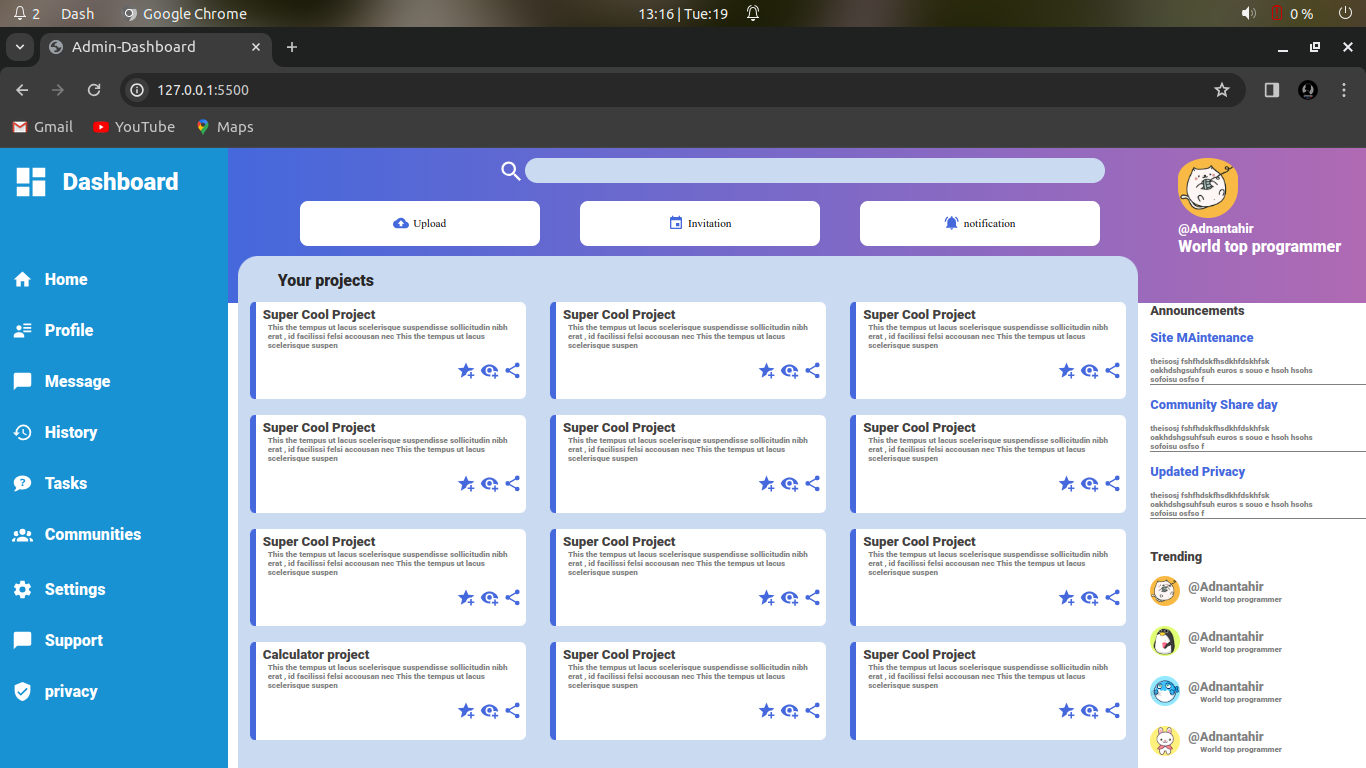 2 Dash Google Chrome 13:16 | Tue:19 0 %
Admin-Dashboard
127.0.0.1:5500
Gmail YouTube Maps
Dashboard
Home
Profile
Message
History
Tasks
Communities
Settings
Support
privacy
Upload Invitation notification
@Adnantahir
World top programmer
Your projects
Super Cool Project
This the tempus ut lacus scelerisque suspendisse sollicitudin nibh
erat , id facilissi felsi accousan nec This the tempus ut lacus
scelerisque suspen
Super Cool Project
This the tempus ut lacus scelerisque suspendisse sollicitudin nibh
erat , id facilissi felsi accousan nec This the tempus ut lacus
scelerisque suspen
Super Cool Project
This the tempus ut lacus scelerisque suspendisse sollicitudin nibh
erat , id facilissi felsi accousan nec This the tempus ut lacus
scelerisque suspen
Super Cool Project
This the tempus ut lacus scelerisque suspendisse sollicitudin nibh
erat , id facilissi felsi accousan nec This the tempus ut lacus
scelerisque suspen
Super Cool Project
This the tempus ut lacus scelerisque suspendisse sollicitudin nibh
erat , id facilissi felsi accousan nec This the tempus ut lacus
scelerisque suspen
Super Cool Project
This the tempus ut lacus scelerisque suspendisse sollicitudin nibh
erat , id facilissi felsi accousan nec This the tempus ut lacus
scelerisque suspen
Super Cool Project
This the tempus ut lacus scelerisque suspendisse sollicitudin nibh
erat , id facilissi felsi accousan nec This the tempus ut lacus
scelerisque suspen
Super Cool Project
This the tempus ut lacus scelerisque suspendisse sollicitudin nibh
erat , id facilissi felsi accousan nec This the tempus ut lacus
scelerisque suspen
Super Cool Project
This the tempus ut lacus scelerisque suspendisse sollicitudin nibh
erat , id facilissi felsi accousan nec This the tempus ut lacus
scelerisque suspen
Calculator project
This the tempus ut lacus scelerisque suspendisse sollicitudin nibh
erat , id facilissi felsi accousan nec This the tempus ut lacus
scelerisque suspen
Super Cool Project
This the tempus ut lacus scelerisque suspendisse sollicitudin nibh
erat , id facilissi felsi accousan nec This the tempus ut lacus
scelerisque suspen
Super Cool Project
This the tempus ut lacus scelerisque suspendisse sollicitudin nibh
erat , id facilissi felsi accousan nec This the tempus ut lacus
scelerisque suspen
Announcements
Site MAintenance
theisosj fshfhdskfhsdkhfdskhfsk
oakhdshgsuhfsuh euros s souo e hsoh hsohs
sofoisu osfso f
Community Share day
theisosj fshfhdskfhsdkhfdskhfsk
oakhdshgsuhfsuh euros s souo e hsoh hsohs
sofoisu osfso f
Updated Privacy
theisosj fshfhdskfhsdkhfdskhfsk
oakhdshgsuhfsuh euros s souo e hsoh hsohs
sofoisu osfso f
Trending
@Adnantahir
World top programmer
@Adnantahir
World top programmer
@Adnantahir
World top programmer
@Adnantahir
World top programmer